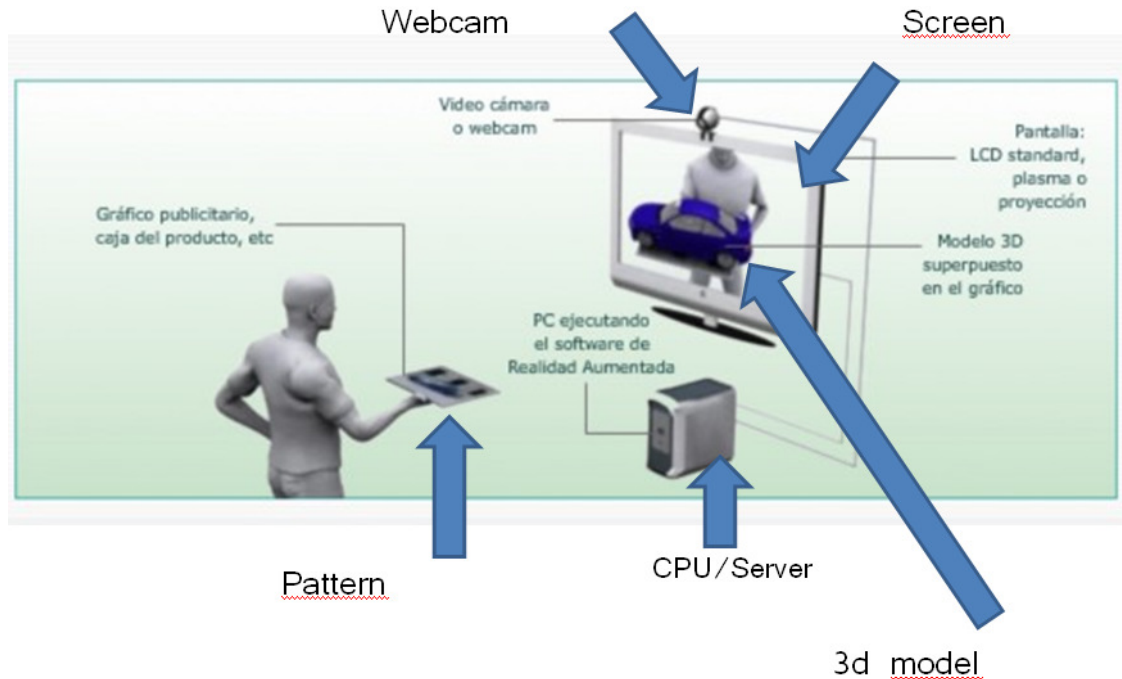 Webcam
Screen
Video cámara
o webcam
Pantalla:
LCD standard,
plasma o
proyección
Gráfico publicitario,
caja del producto, etc
Modelo 3D
superpuesto
en el gráfico
PC ejecutando
el software de
Realidad Aumentada
Pattern
CPU/Server
3d model